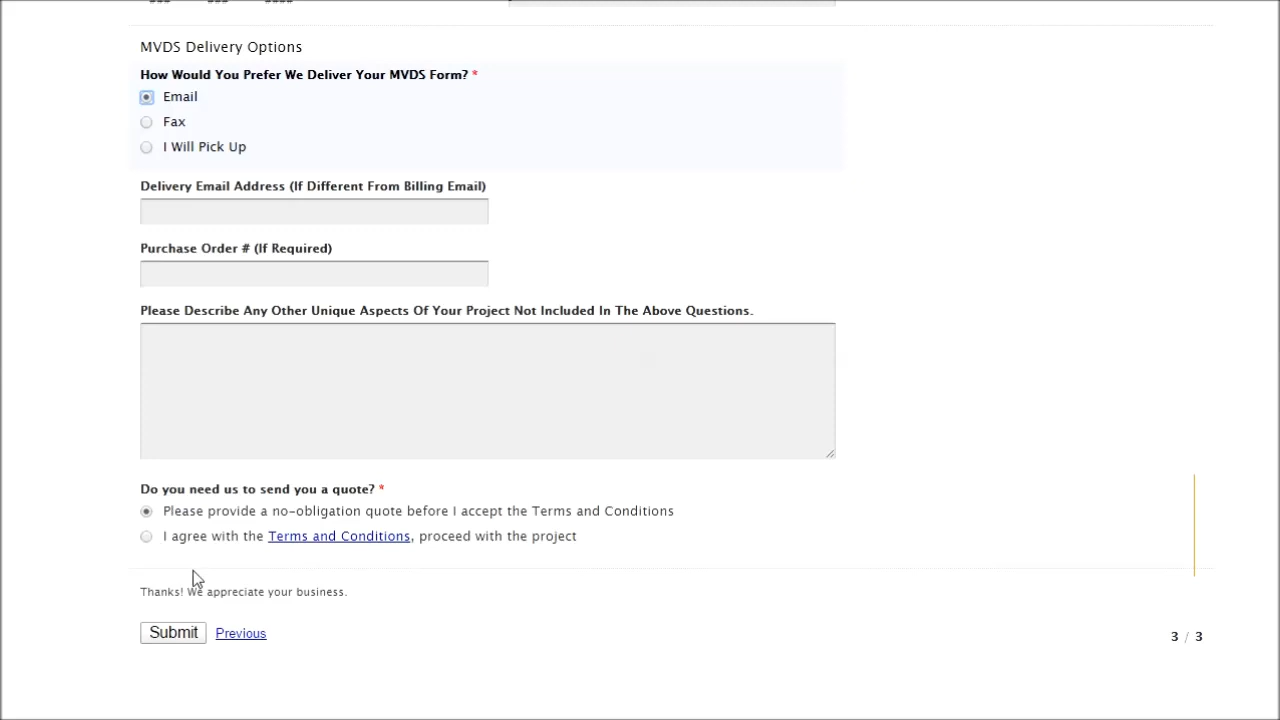 MVDS Delivery Options
How Would You Prefer We Deliver Your MVDS Form? *
Email
Fax
I Will Pick Up
Delivery Email Address (If Different From Billing Email)
Purchase Order # (If Required)
Please Describe Any Other Unique Aspects Of Your Project Not Included In The Above Questions.
Do you need us to send you a quote? *
Please provide a no-obligation quote before I accept the Terms and Conditions
I agree with the Terms and Conditions, proceed with the project
Thanks! We appreciate your business.
Submit Previous
3 / 3